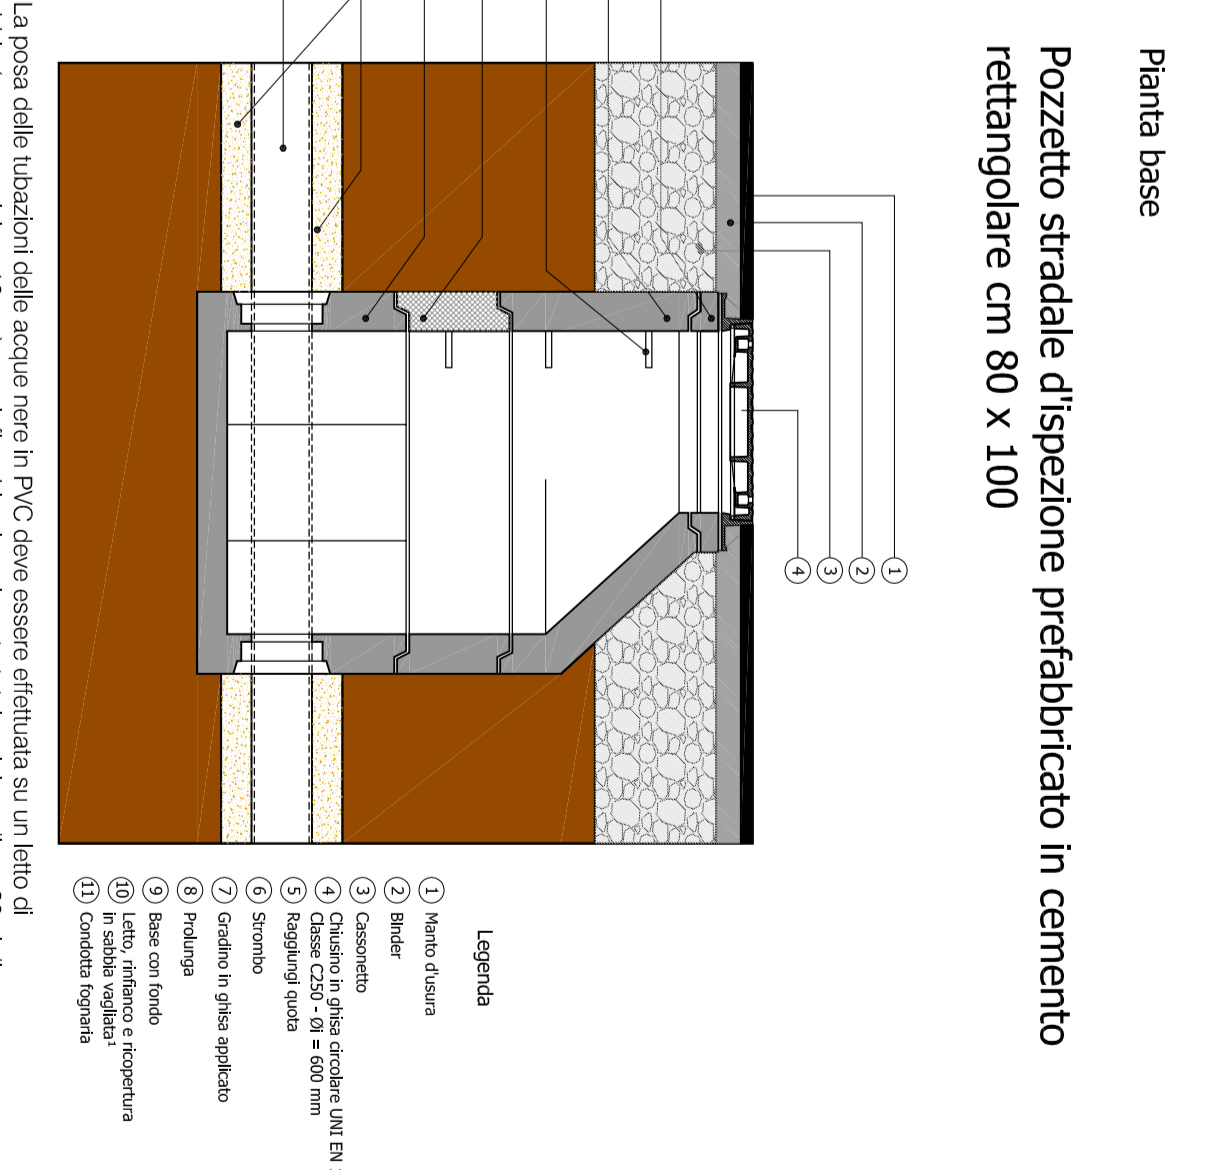 Pianta base
Pozzetto stradale d'ispezione prefabbricato in cemento
rettangolare cm 80 x 100
1
2
3
4
Legenda
1 Manto d'usura
2 BInder
3 Cassonetto
4 Chiusino in ghisa circolare UNI EN
Classe C250 - Øi = 600 mm
5 Raggiungi quota
6 Strombo
7 Gradino in ghisa applicato
8 Prolunga
9 Base con fondo
10 Letto, rinfianco e ricopertura
in sabbia vagliata¹
11 Condotta fognaria
La posa delle tubazioni delle acque nere in PVC deve essere effettuata su un letto di